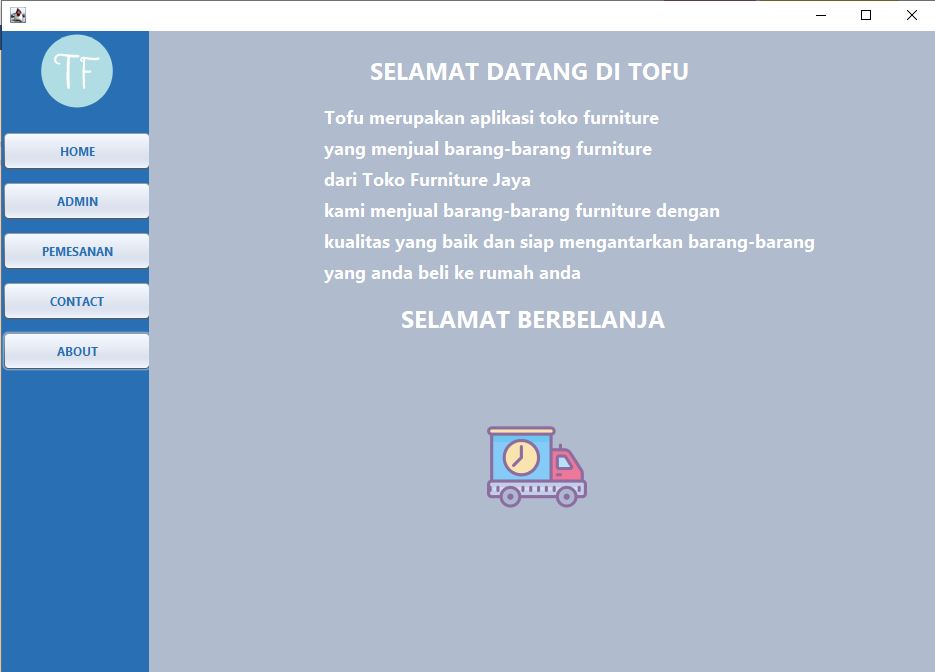 TF
HOME
ADMIN
PEMESANAN
CONTACT
ABOUT
SELAMAT DATANG DI TOFU
Tofu merupakan aplikasi toko furniture
yang menjual barang-barang furniture
dari Toko Furniture Jaya
kami menjual barang-barang furniture dengan
kualitas yang baik dan siap mengantarkan barang-barang
yang anda beli ke rumah anda
SELAMAT BERBELANJA